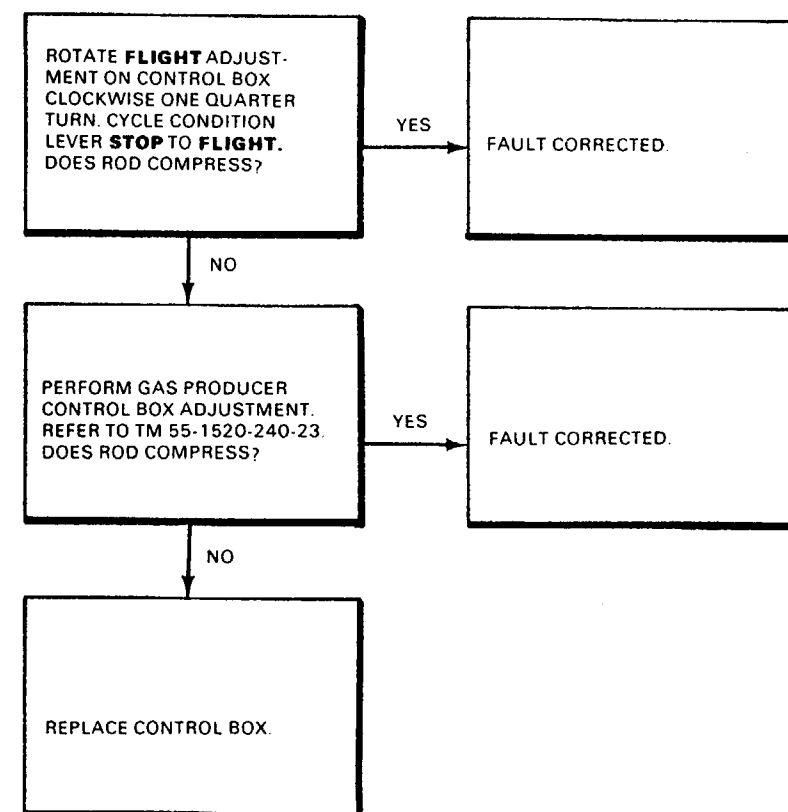 ROTATE FLIGHT ADJUST-
MENT ON CONTROL BOX
CLOCKWISE ONE QUARTER
TURN. CYCLE CONDITION
LEVER STOP TO FLIGHT.
DOES ROD COMPRESS?
YES
FAULT CORRECTED.
NO
PERFORM GAS PRODUCER
CONTROL BOX ADJUSTMENT.
REFER TO TM 55-1520-240-23.
DOES ROD COMPRESS?
YES
FAULT CORRECTED.
NO
REPLACE CONTROL BOX.